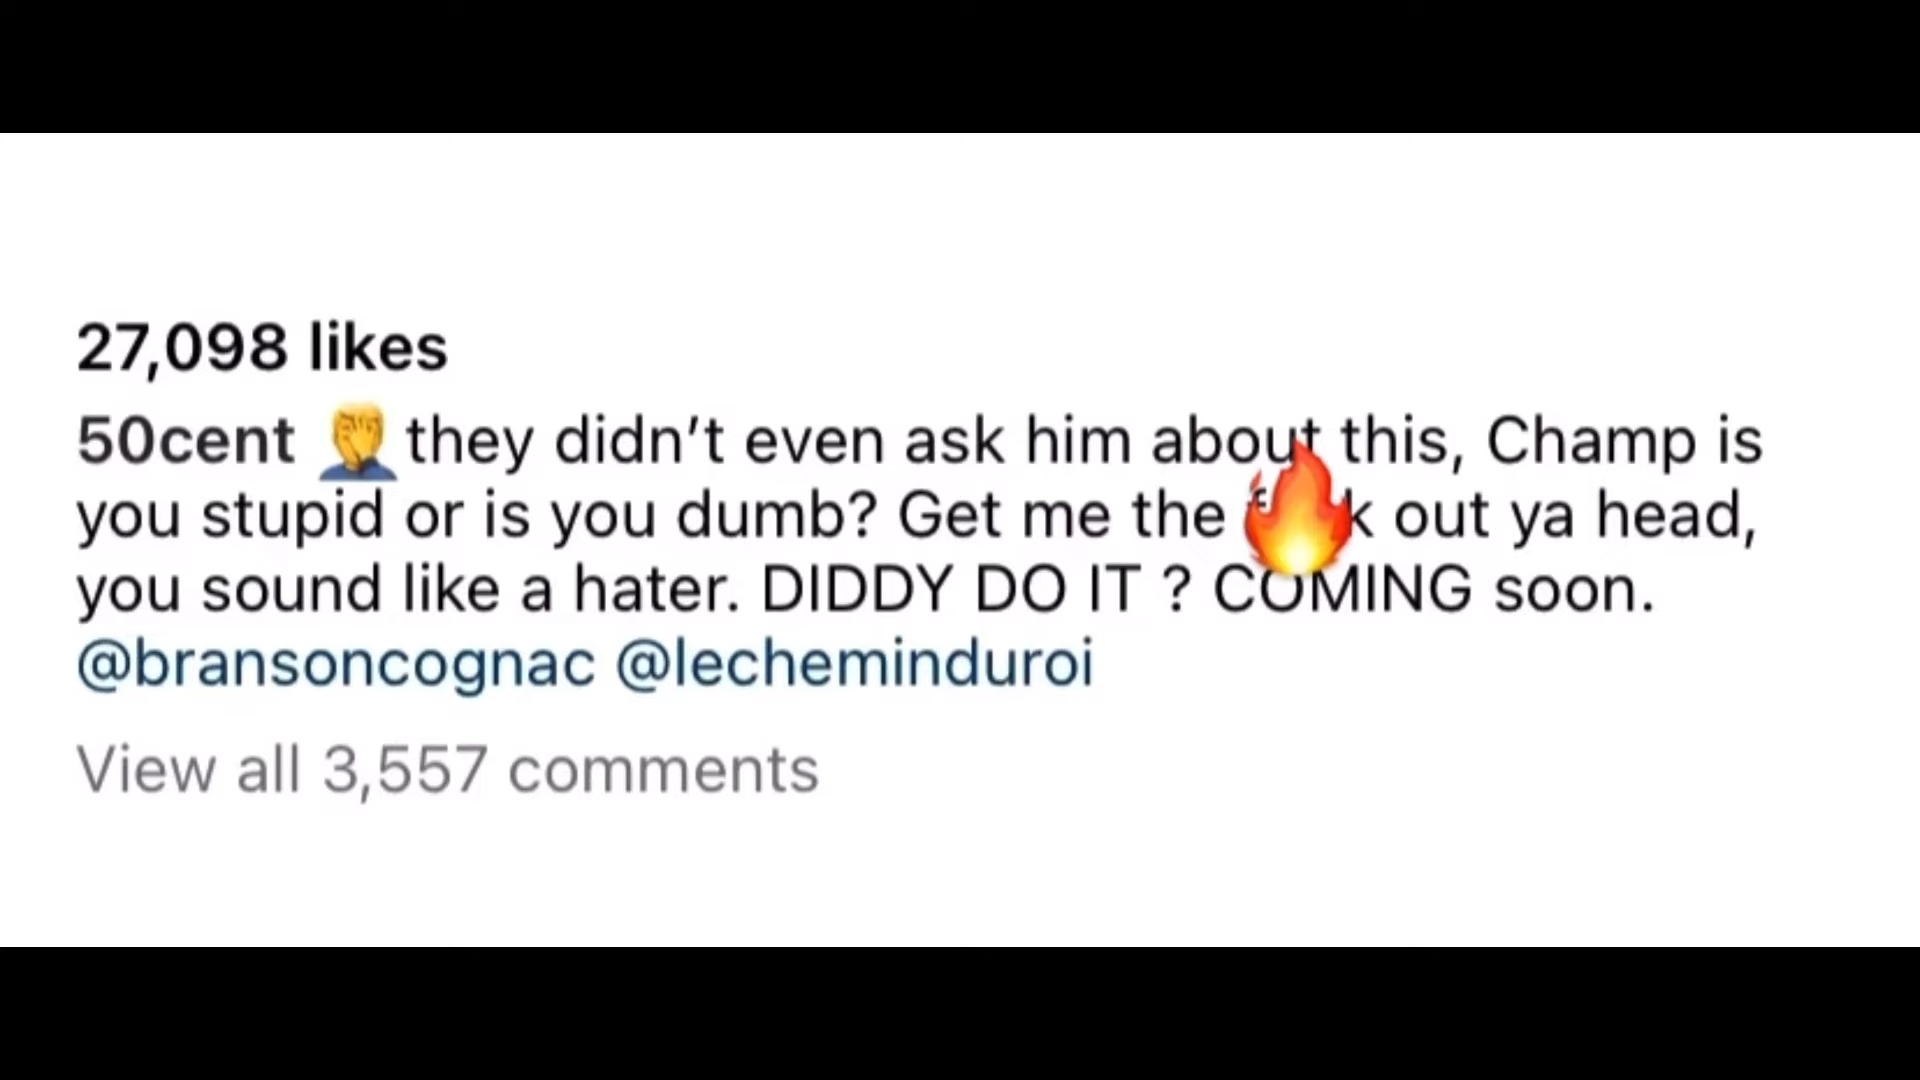 27,098 likes
50cent 🤦 they didn't even ask him about this, Champ is
you stupid or is you dumb? Get me the out ya head,
you sound like a hater. DIDDY DO IT ? COMING soon.
@bransoncognac @lecheminduroi
View all 3,557 comments